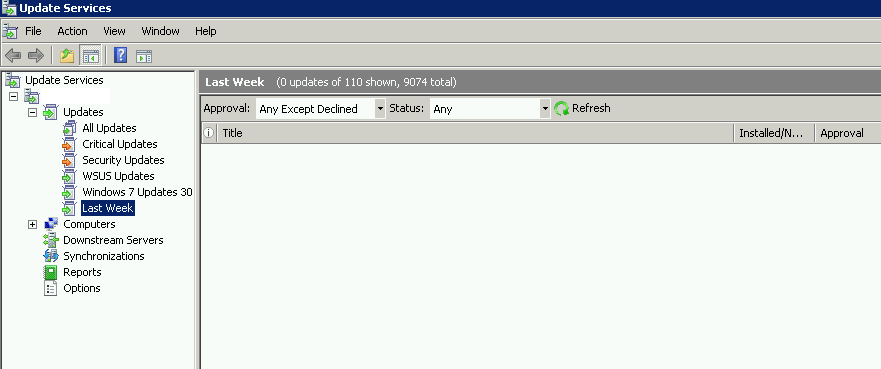 Update Services
File Action View Window Help
Update Services
Last Week (0 updates of 110 shown, 9074 total)
Approval: Any Except Declined Status: Any Refresh
Updates
Title Installed/N... Approval
All Updates
Critical Updates
Security Updates
WSUS Updates
Windows 7 Updates 30
Last Week
Computers
Downstream Servers
Synchronizations
Reports
Options